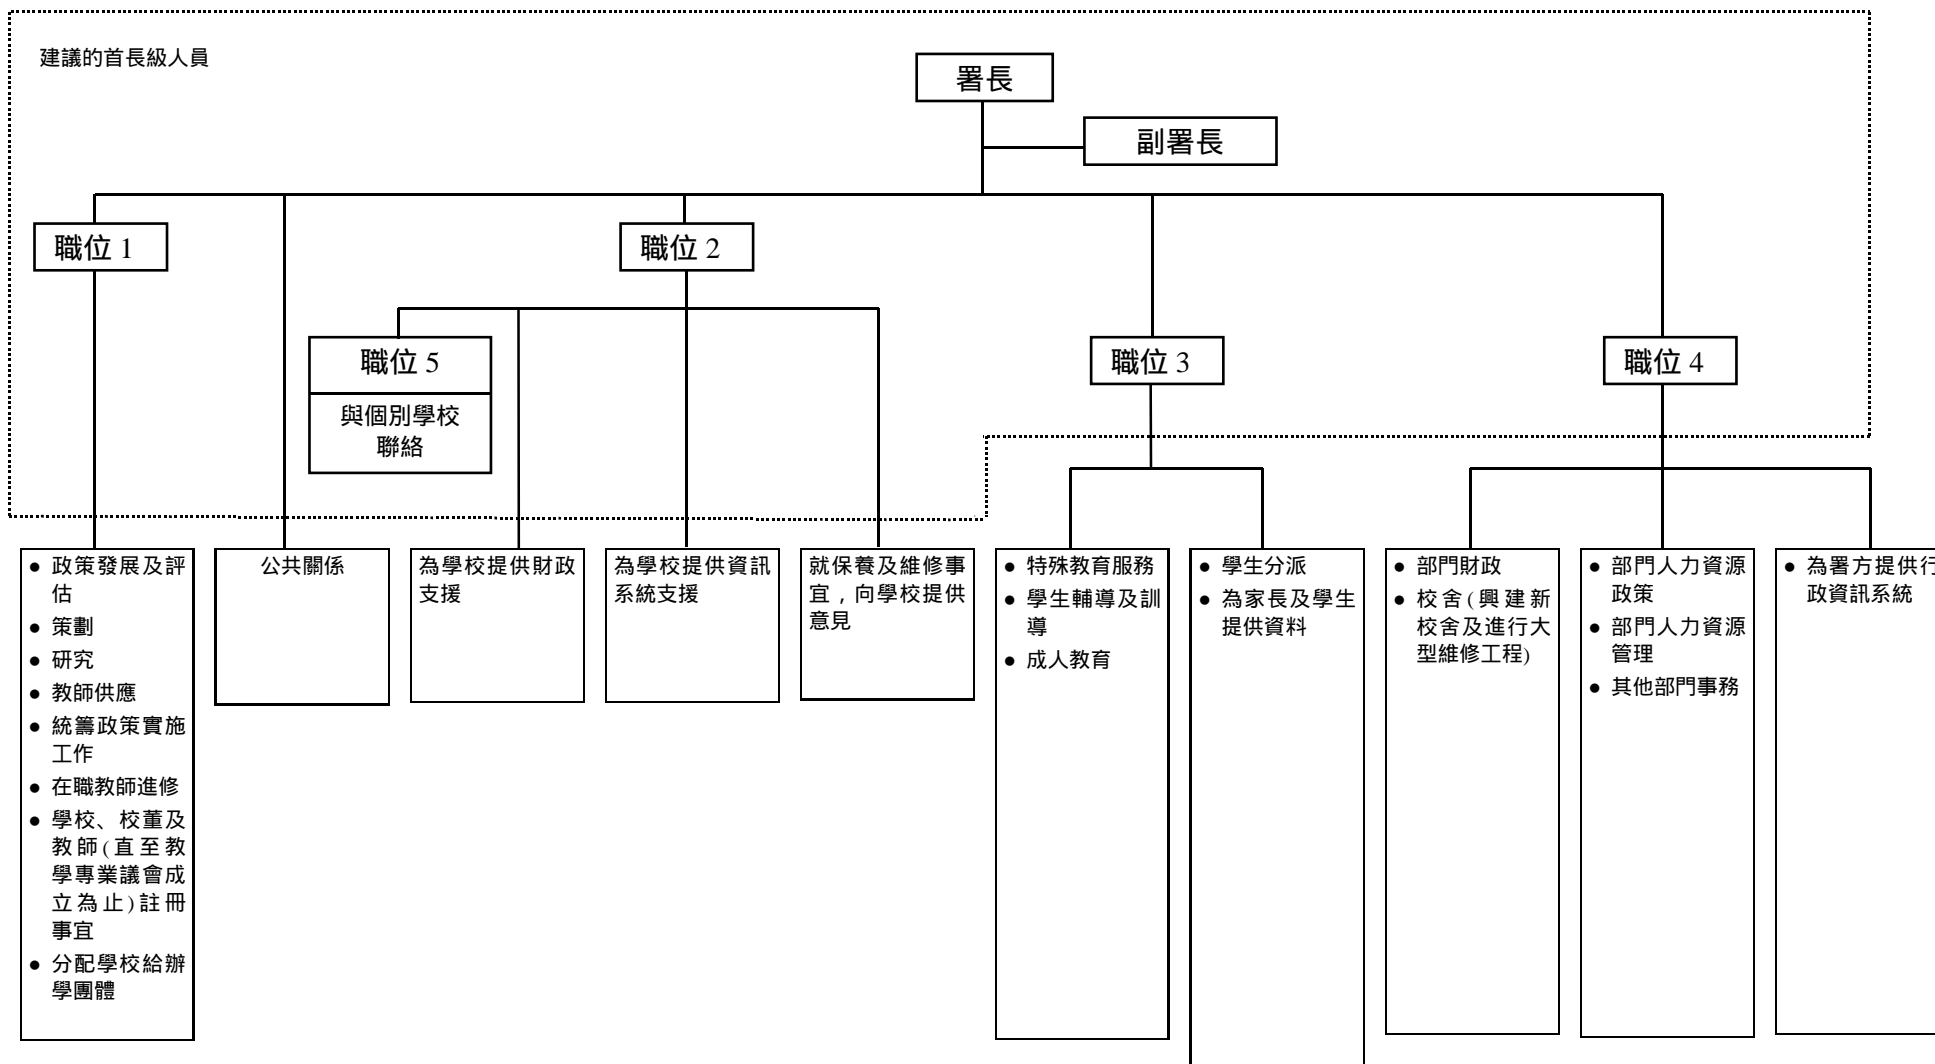 建議的首長級人員
署長
副署長
職位 1
職位 2
職位 5
與個別學校
聯絡
職位 3
職位 4
● 政策發展及評
估
● 策劃
● 研究
● 教師供應
● 統籌政策實施
工作
● 在職教師進修
● 學校、校董及
教師(直至教
學專業議會成
立為止)註冊
事宜
● 分配學校給辦
學團體
公共關係
為學校提供財政
支援
為學校提供資訊
系統支援
就保養及維修事
宜，向學校提供
意見
● 特殊教育服務
● 學生輔導及訓
導
● 成人教育
● 學生分派
● 為家長及學生
提供資料
● 部門財政
● 校舍(興建新
校舍及進行大
型維修工程)
● 部門人力資源
政策
● 部門人力資源
管理
● 其他部門事務
● 為署方提供行
政資訊系統